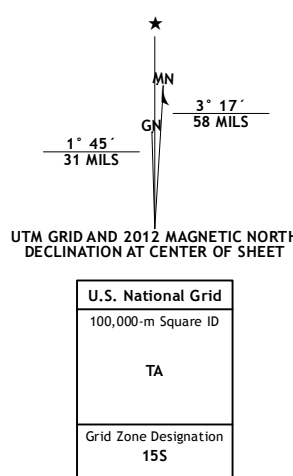 ★
MN
3° 17´
58 MILS
GN
1° 45´
31 MILS
UTM GRID AND 2012 MAGNETIC NORTH
DECLINATION AT CENTER OF SHEET
U.S. National Grid
100,000-m Square ID
TA
Grid Zone Designation
15S